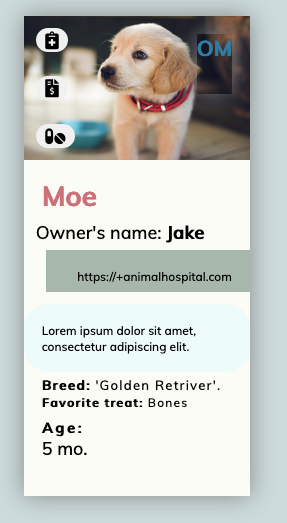 OM
Moe
Owner's name: Jake
https://+animalhospital.com
Lorem ipsum dolor sit amet,
consectetur adipiscing elit.
Breed: 'Golden Retriver'.
Favorite treat: Bones
Age:
5 mo.